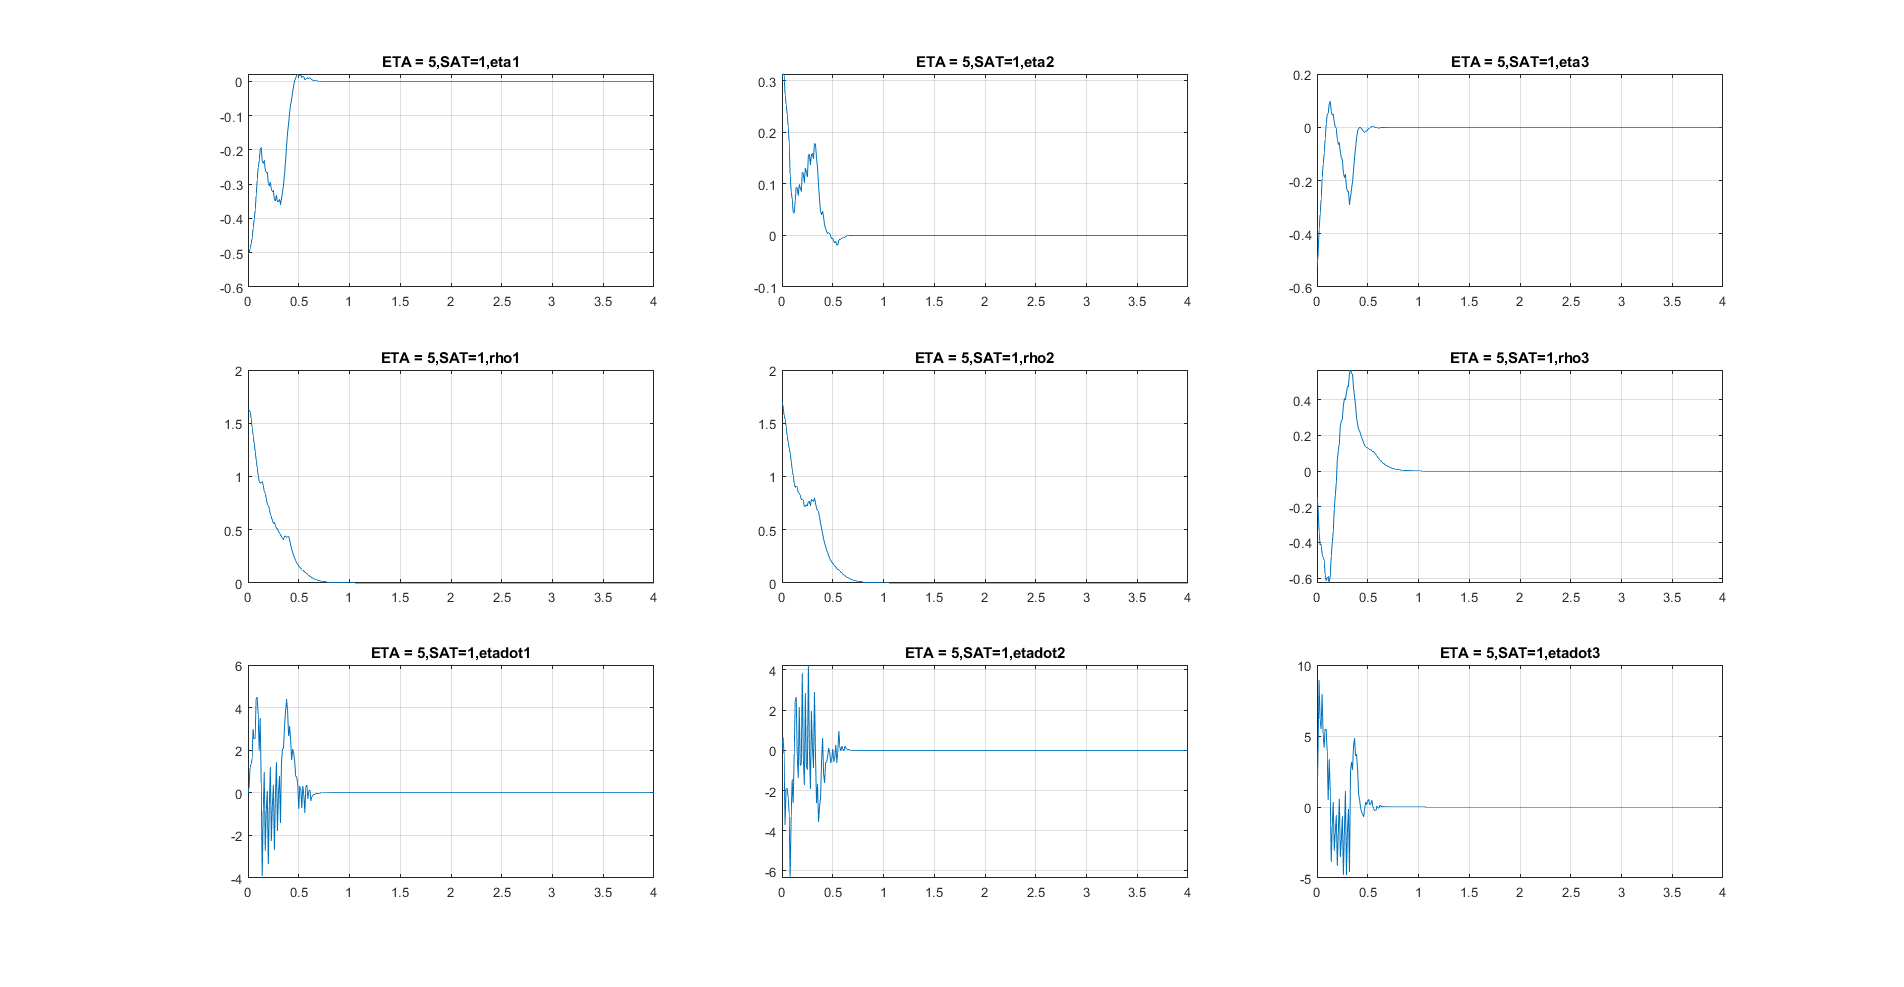 ETA = 5,SAT=1,eta1
0
-0.1
-0.2
-0.3
-0.4
-0.5
-0.6
0 0.5 1 1.5 2 2.5 3 3.5 4
ETA = 5,SAT=1,eta2
0.3
0.2
0.1
0
-0.1
0 0.5 1 1.5 2 2.5 3 3.5 4
ETA = 5,SAT=1,eta3
0.2
0
-0.2
-0.4
-0.6
0 0.5 1 1.5 2 2.5 3 3.5 4
ETA = 5,SAT=1,rho1
2
1.5
1
0.5
0
0 0.5 1 1.5 2 2.5 3 3.5 4
ETA = 5,SAT=1,rho2
2
1.5
1
0.5
0
0 0.5 1 1.5 2 2.5 3 3.5 4
ETA = 5,SAT=1,rho3
0.4
0.2
0
-0.2
-0.4
-0.6
0 0.5 1 1.5 2 2.5 3 3.5 4
ETA = 5,SAT=1,etadot1
6
4
2
0
-2
-4
0 0.5 1 1.5 2 2.5 3 3.5 4
ETA = 5,SAT=1,etadot2
4
2
0
-2
-4
-6
0 0.5 1 1.5 2 2.5 3 3.5 4
ETA = 5,SAT=1,etadot3
10
5
0
-5
0 0.5 1 1.5 2 2.5 3 3.5 4